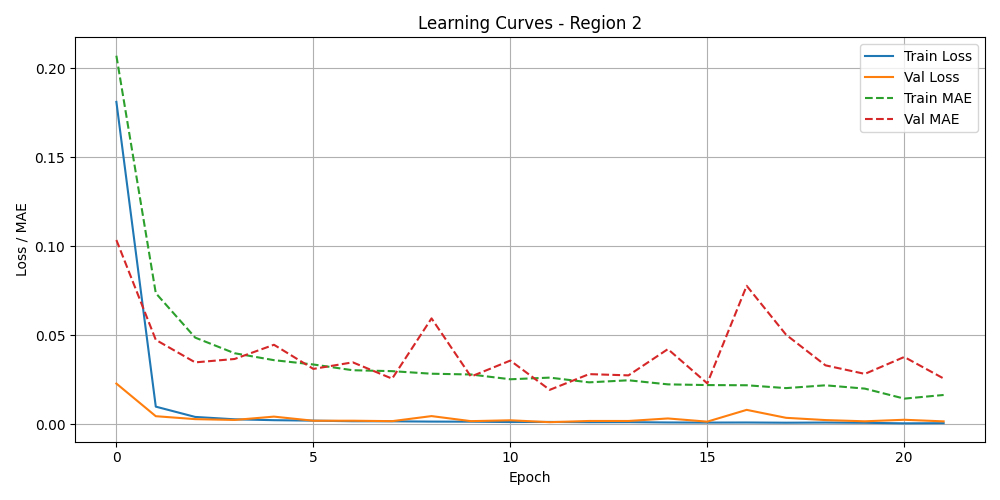 Learning Curves - Region 2
Train Loss
Val Loss
Train MAE
Val MAE
Loss / MAE
0.20
0.15
0.10
0.05
0.00
0
5
10
15
20
Epoch